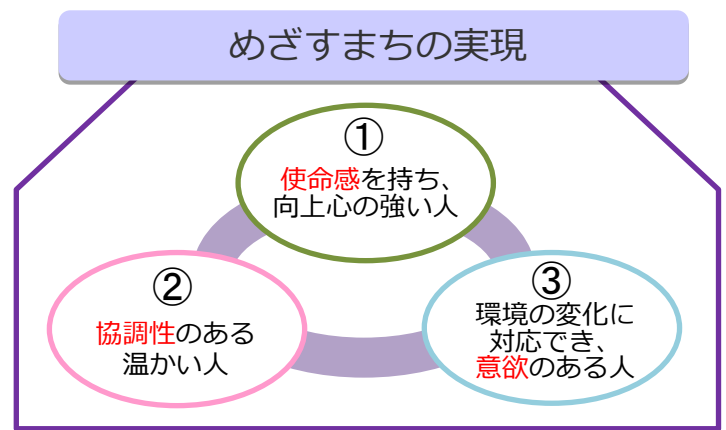 めざすまちの実現
①
使命感を持ち、
向上心の強い人
②
協調性のある
温かい人
③
環境の変化に
対応でき、
意欲のある人